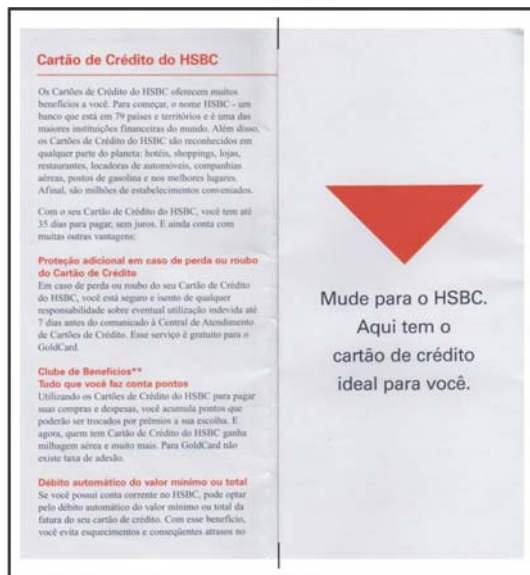 Cartão de Crédito do HSBC
Os Cartões de Crédito do HSBC oferecem muitos
benefícios a você. Para começar, o nome HSBC - um
banco que está em 79 países e territórios e é uma das
maiores instituições financeiras do mundo. Além disso,
os Cartões de Crédito do HSBC são reconhecidos em
qualquer parte do planeta: hotéis, shoppings, lojas,
restaurantes, locadoras de automóveis, companhias
aéreas, postos de gasolina e nos melhores lugares.
Afinal, são milhões de estabelecimentos conveniados.
Com o seu Cartão de Crédito do HSBC, você tem até
35 dias para pagar, sem juros. E ainda conta com
muitas outras vantagens:
Proteção adicional em caso de perda ou roubo
do Cartão de Crédito
Em caso de perda ou roubo do seu Cartão de Crédito
do HSBC, você está seguro e isento de qualquer
responsabilidade sobre eventual utilização indevida até
7 dias antes do comunicado à Central de Atendimento
de Cartões de Crédito. Esse serviço é gratuito para o
GoldCard.
Clube de Benefícios**
Tudo que você faz conta pontos
Utilizando os Cartões de Crédito do HSBC para pagar
suas compras e despesas, você acumula pontos que
poderão ser trocados por prêmios a sua escolha. E
agora, quem tem Cartão de Crédito do HSBC ganha
milhagem aérea e muito mais. Para GoldCard não
existe taxa de adesão.
Débito automático do valor mínimo ou total
Se você possui conta corrente no HSBC, pode optar
pelo débito automático do valor mínimo ou total da
fatura do seu cartão de crédito. Com esse benefício,
você evita esquecimentos e conseqüentes atrasos no
Mude para o HSBC.
Aqui tem o
cartão de crédito
ideal para você.